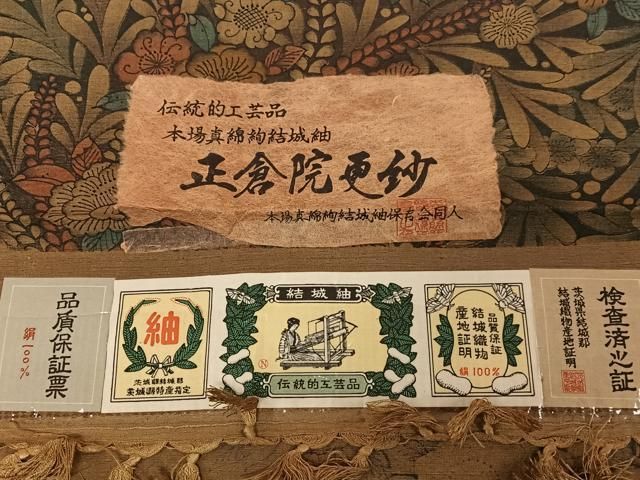 伝統的工芸品
本場真綿絢結城紬
正倉院更紗
本場真綿絢結城紬保存会同人
品質保証票
絹100%
紬
茨城縣結城郡
茨城縣特産指定
結城紬
N
伝統的工芸品
品質保証
結城織物
産地証明
絹100%
検査済之証
茨城県結城郡
結城織物産地証明